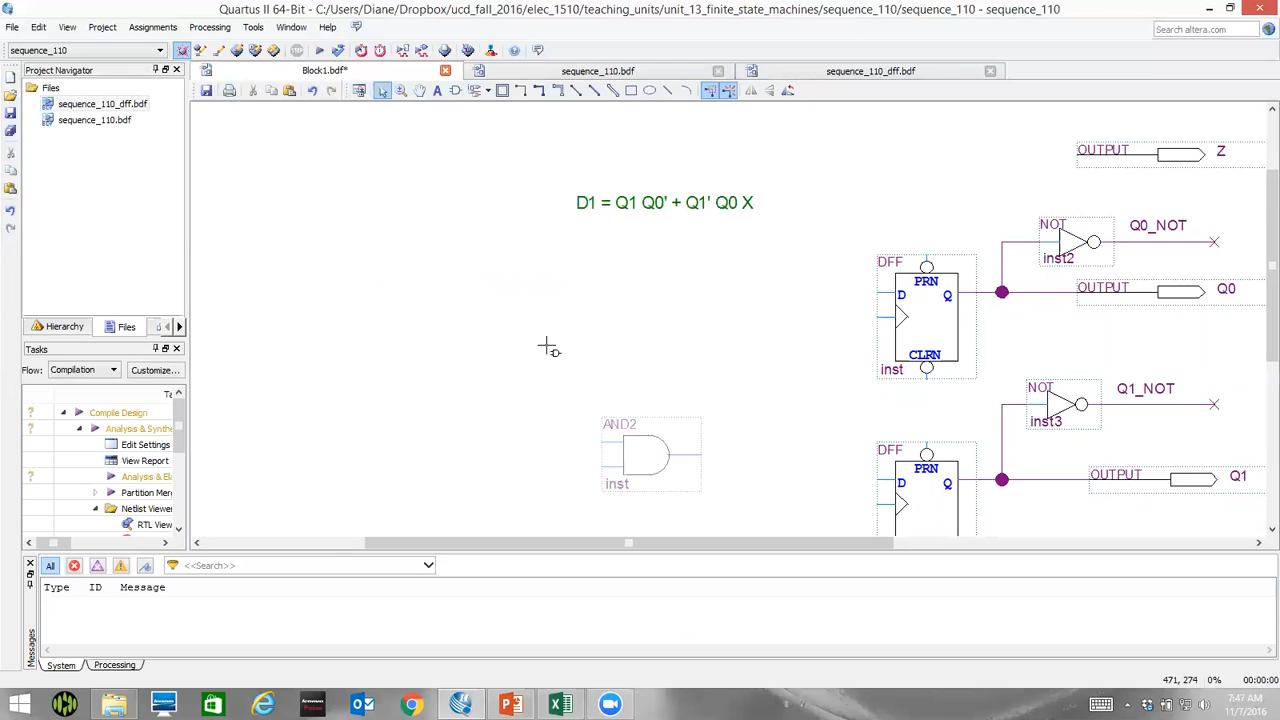 Quartus II 64-Bit - C:/Users/Diane/Dropbox/ucd_fall_2016/elec_1510/teaching_units/unit_13_finite_state_machines/sequence_110/sequence_110 - sequence_110
File Edit View Project Assignments Processing Tools Window Help
Search altera.com
sequence_110
Project Navigator
Block1.bdf*
sequence_110.bdf
sequence_110_dff.bdf
Files
sequence_110_dff.bdf
sequence_110.bdf
OUTPUT
Z
D1 = Q1 Q0' + Q1' Q0 X
NOT
Q0_NOT
inst2
DFF
PRN
D
Q
CLRN
inst
OUTPUT
Q0
Hierarchy
Files
Tasks
Flow: Compilation
Customize...
Compile Design
Analysis & Synthe
Edit Settings
View Report
Analysis & Ela
Partition Merg
Netlist Viewer
RTL View
AND2
inst
NOT
Q1_NOT
inst3
DFF
PRN
D
Q
OUTPUT
Q1
All
<<Search>>
Type ID Message
Messages
System
Processing
471, 274 0% 00:00:00
7:47 AM
11/7/2016